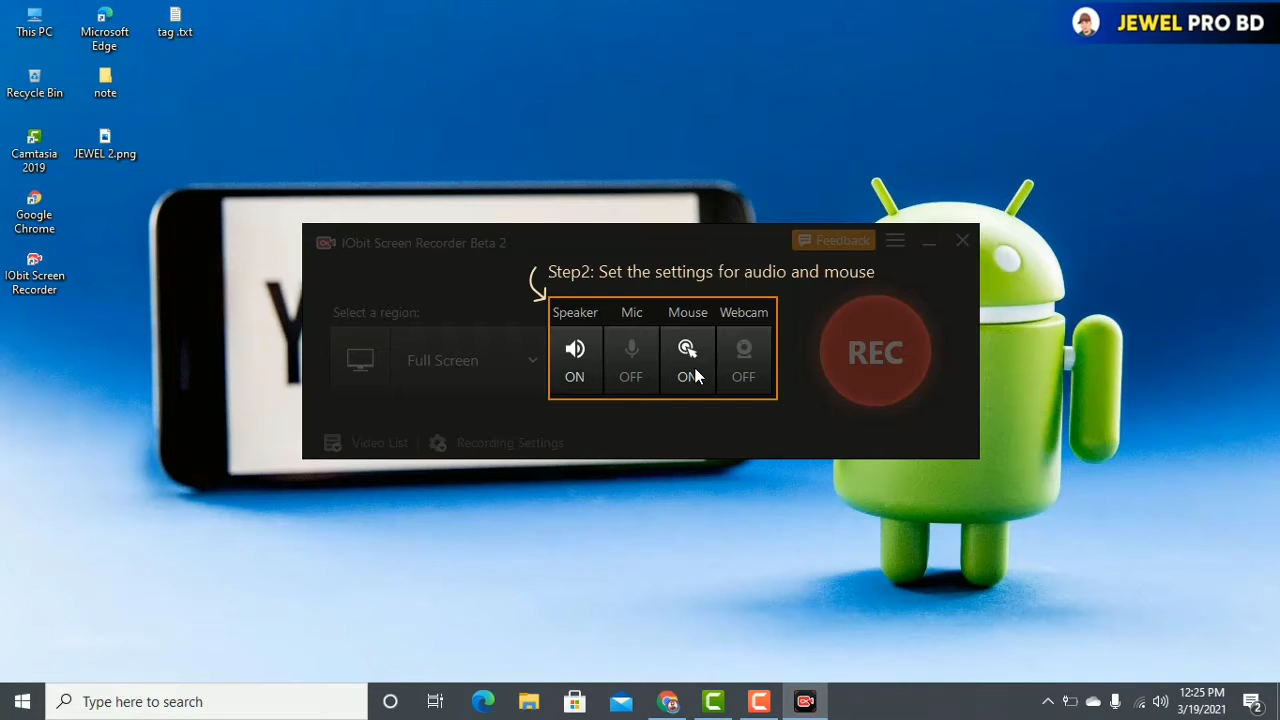 This PC
Microsoft
Edge
tag .txt
JEWEL PRO BD
Recycle Bin
note
Camtasia
2019
JEWEL 2.png
Google
Chrome
IObit Screen
Recorder
IObit Screen Recorder Beta 2
Feedback
Step2: Set the settings for audio and mouse
Select a region:
Speaker
Mic
Mouse
Webcam
Full Screen
ON
OFF
ON
OFF
REC
Video List
Recording Settings
Type here to search
12:25 PM
3/19/2021
2